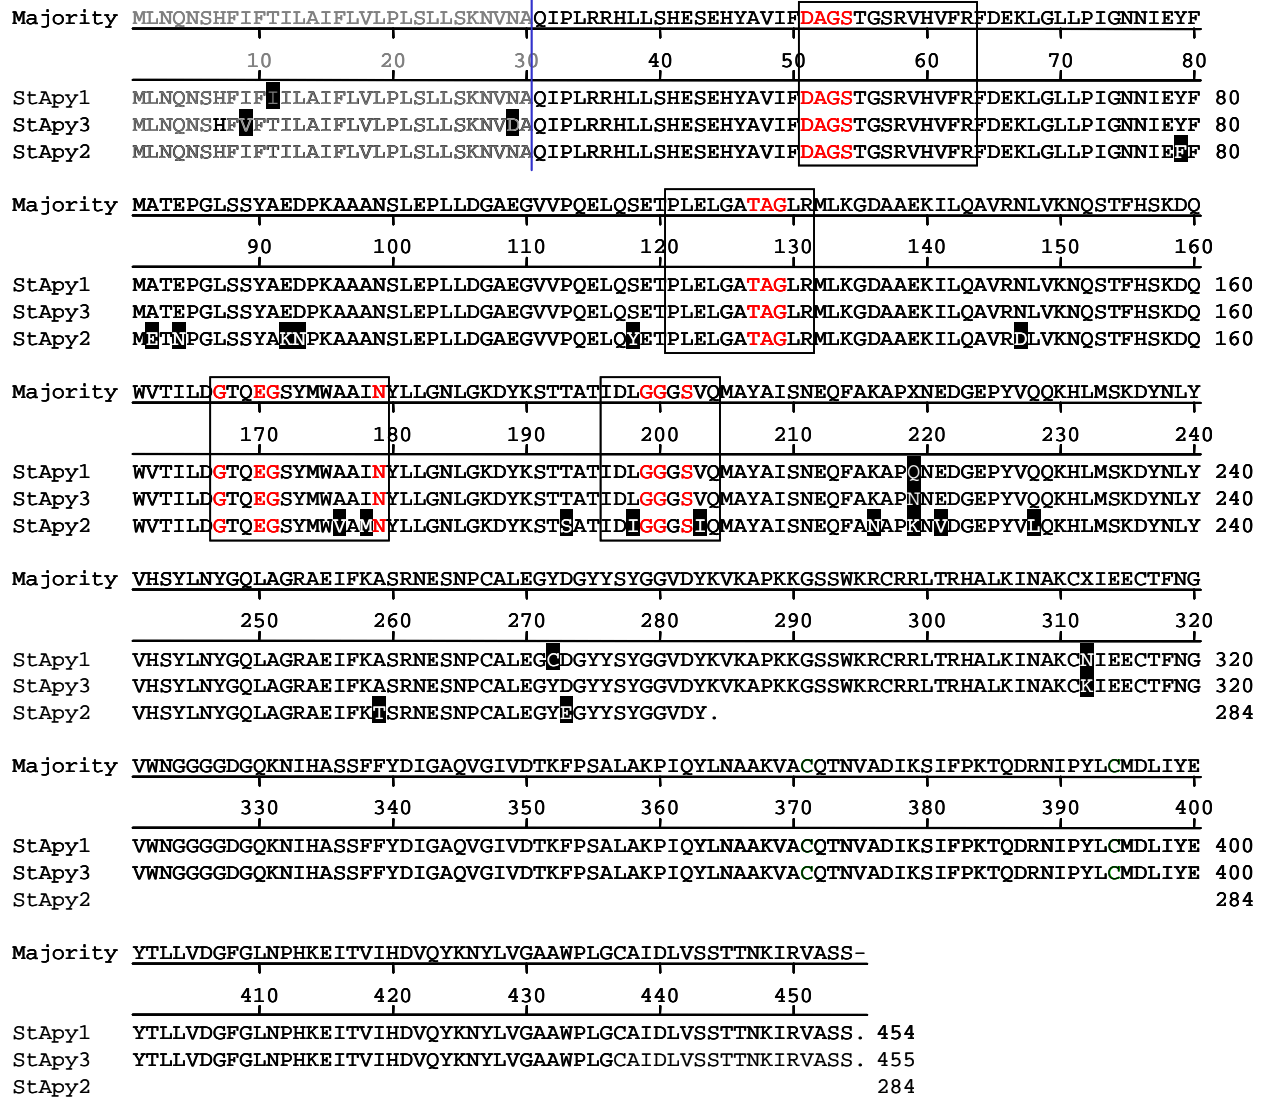 Majority MLNQNSHFIFTILAIFLVLPLSLLSKNVNAQIPLRRHLLSHESEHYAVIFDAGSTGSRVHVFRFDEKLGLLPIGNNIEYF
10 20 30 40 50 60 70 80
StApy1 MLNQNSHFIFIILAIFLVLPLSLLSKNVNAQIPLRRHLLSHESEHYAVIFDAGSTGSRVHVFRFDEKLGLLPIGNNIEYF 80
StApy3 MLNQNSHFVFTILAIFLVLPLSLLSKNVDAQIPLRRHLLSHESEHYAVIFDAGSTGSRVHVFRFDEKLGLLPIGNNIEYF 80
StApy2 MLNQNSHFIFTILAIFLVLPLSLLSKNVNAQIPLRRHLLSHESEHYAVIFDAGSTGSRVHVFRFDEKLGLLPIGNNIEFF 80
Majority MATEPGLSSYAEDPKAAANSLEPLLDGAEGVVPQELQSETPLELGATAGLRMLKGDAAEKILQAVRNLVKNQSTFHSKDQ
90 100 110 120 130 140 150 160
StApy1 MATEPGLSSYAEDPKAAANSLEPLLDGAEGVVPQELQSETPLELGATAGLRMLKGDAAEKILQAVRNLVKNQSTFHSKDQ 160
StApy3 MATEPGLSSYAEDPKAAANSLEPLLDGAEGVVPQELQSETPLELGATAGLRMLKGDAAEKILQAVRNLVKNQSTFHSKDQ 160
StApy2 METNPGLSSYAKNPKAAANSLEPLLDGAEGVVPQELQYETPLELGATAGLRMLKGDAAEKILQAVRDLVKNQSTFHSKDQ 160
Majority WVTILDGTQEGSYMWAAINYLLGNLGKDYKSTTATIDLGGGSVQMAYAISNEQFAKAPXNEDGEPYVQQKHLMSKDYNLY
170 180 190 200 210 220 230 240
StApy1 WVTILDGTQEGSYMWAAINYLLGNLGKDYKSTTATIDLGGGSVQMAYAISNEQFAKAPQNEDGEPYVQQKHLMSKDYNLY 240
StApy3 WVTILDGTQEGSYMWAAINYLLGNLGKDYKSTTATIDLGGGSVQMAYAISNEQFAKAPNNEDGEPYVQQKHLMSKDYNLY 240
StApy2 WVTILDGTQEGSYMWVAMNYLLGNLGKDYKSTSATIDIGGGSIQMAYAISNEQFANAPKNVDGEPYVLQKHLMSKDYNLY 240
Majority VHSYLNYGQLAGRAEIFKASRNESNPCALEGYDGYYSYGGVDYKVKAPKKGSSWKRCRRLTRHALKINAKCXIEECTFNG
250 260 270 280 290 300 310 320
StApy1 VHSYLNYGQLAGRAEIFKASRNESNPCALEGCDGYYSYGGVDYKVKAPKKGSSWKRCRRLTRHALKINAKCNIEECTFNG 320
StApy3 VHSYLNYGQLAGRAEIFKASRNESNPCALEGYDGYYSYGGVDYKVKAPKKGSSWKRCRRLTRHALKINAKCKIEECTFNG 320
StApy2 VHSYLNYGQLAGRAEIFKTSRNESNPCALEGYEGYYSYGGVDY. 284
Majority VWNGGGGDGQKNIHASSFFYDIGAQVGIVDTKFPSALAKPIQYLNAAKVACQTNVADIKSIFPKTQDRNIPYLCMDLIYE
330 340 350 360 370 380 390 400
StApy1 VWNGGGGDGQKNIHASSFFYDIGAQVGIVDTKFPSALAKPIQYLNAAKVACQTNVADIKSIFPKTQDRNIPYLCMDLIYE 400
StApy3 VWNGGGGDGQKNIHASSFFYDIGAQVGIVDTKFPSALAKPIQYLNAAKVACQTNVADIKSIFPKTQDRNIPYLCMDLIYE 400
StApy2 284
Majority YTLLVDGFGLNPHKEITVIHDVQYKNYLVGAAWPLGCAIDLVSSTTNKIRVASS-
410 420 430 440 450
StApy1 YTLLVDGFGLNPHKEITVIHDVQYKNYLVGAAWPLGCAIDLVSSTTNKIRVASS. 454
StApy3 YTLLVDGFGLNPHKEITVIHDVQYKNYLVGAAWPLGCAIDLVSSTTNKIRVASS. 455
StApy2 284